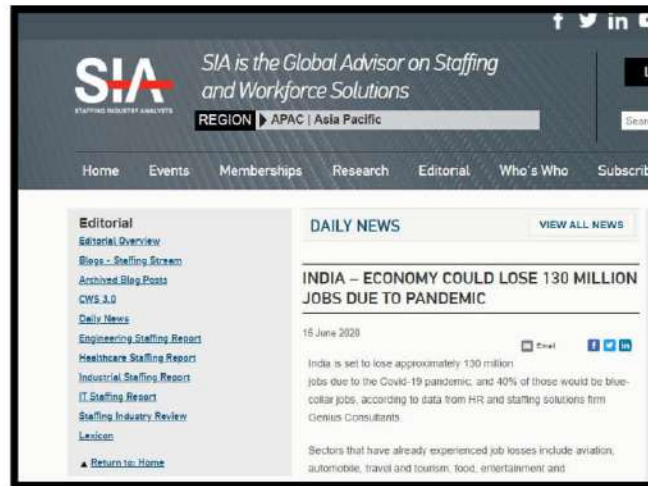 SIA
STAFFING INDUSTRY ANALYSTS
SIA is the Global Advisor on Staffing
and Workforce Solutions
REGION APAC | Asia Pacific
Home Events Memberships Research Editorial Who's Who
Editorial
Editorial Overview
Blogs - Staffing Stream
Archived Blog Posts
CWS 3.0
Daily News
Engineering Staffing Report
Healthcare Staffing Report
Industrial Staffing Report
IT Staffing Report
Staffing Industry Review
Lexicon
Return to: Home
DAILY NEWS VIEW ALL NEWS
INDIA – ECONOMY COULD LOSE 130 MILLION
JOBS DUE TO PANDEMIC
June 2020
Email
India is set to lose approximately 130 million
jobs due to the Covid-19 pandemic, and 40% of those would be blue-
collar jobs, according to data from HR and staffing solutions firm
Genius Consultants.
Sectors that have already experienced job losses include aviation,
automobile, travel and tourism, food, entertainment and